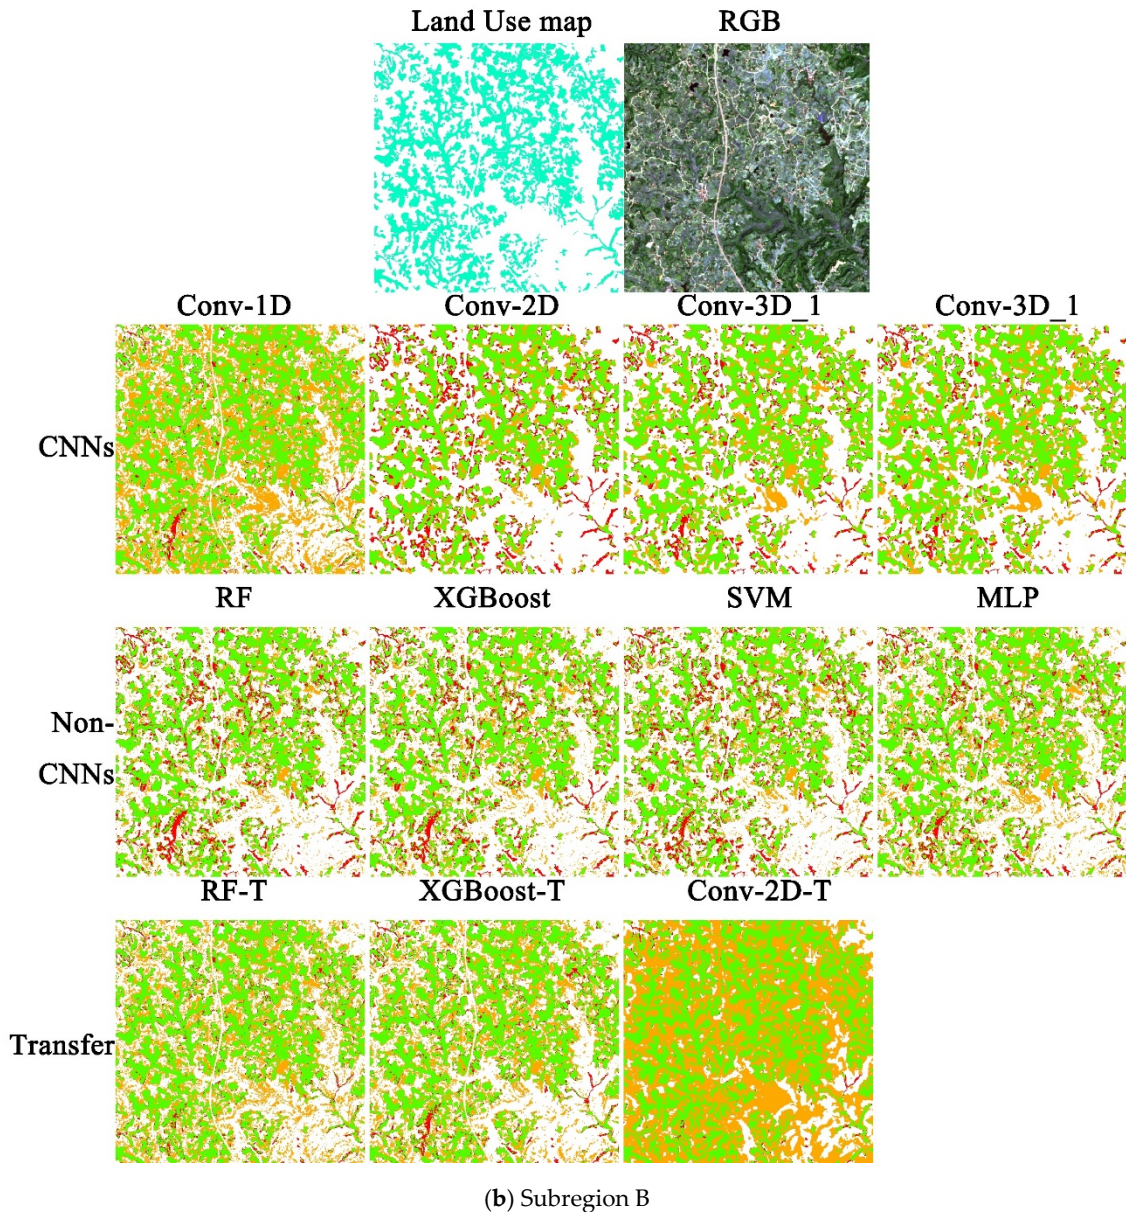 Land Use map RGB
Conv-1D Conv-2D Conv-3D_1 Conv-3D_1
CNNs
RF XGBoost SVM MLP
Non-
CNNs
RF-T XGBoost-T Conv-2D-T
Transfer
(b) Subregion B